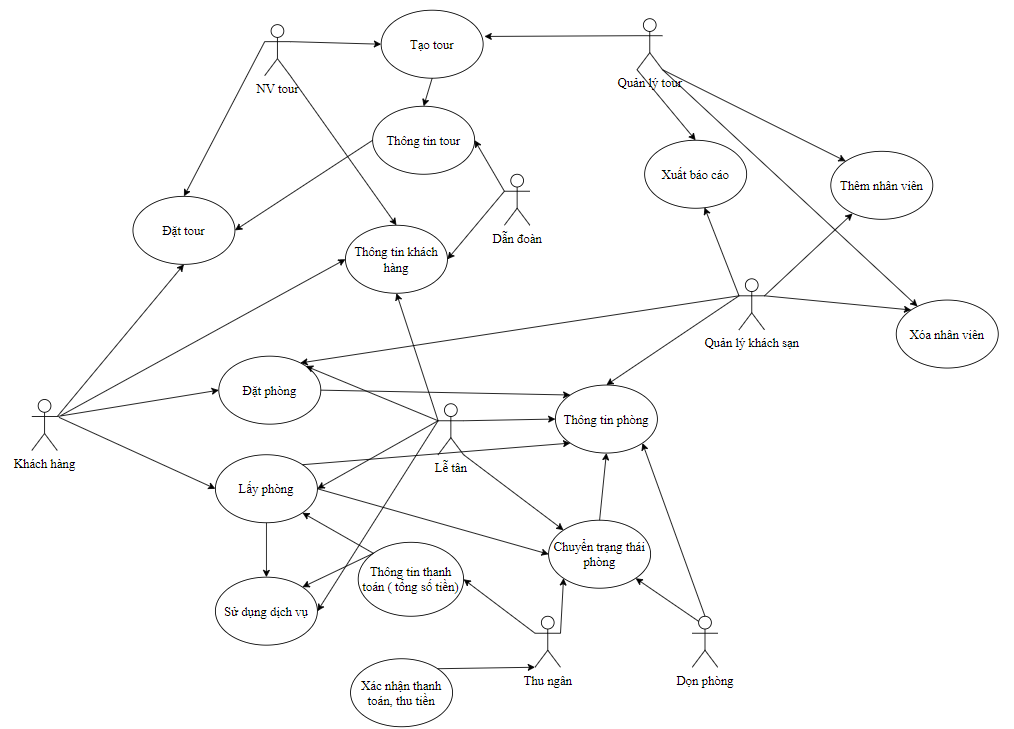 Tạo tour
NV tour
Quản lý tour
Thông tin tour
Xuất báo cáo
Thêm nhân viên
Đặt tour
Dẫn đoàn
Thông tin khách
hàng
Xóa nhân viên
Quản lý khách sạn
Đặt phòng
Thông tin phòng
Khách hàng
Lễ tân
Lấy phòng
Chuyển trạng thái
phòng
Thông tin thanh
toán ( tổng số tiền)
Sử dụng dịch vụ
Thu ngân
Dọn phòng
Xác nhận thanh
toán, thu tiền